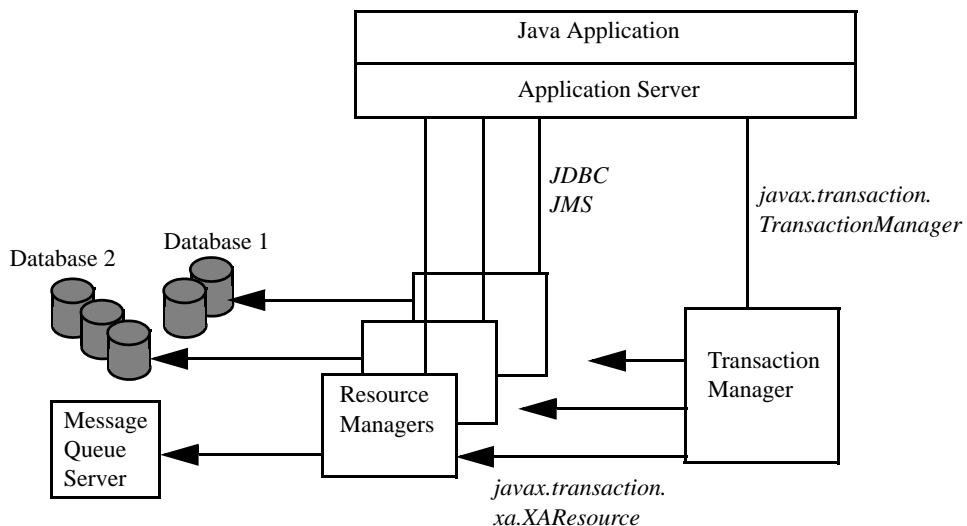 Java Application
Application Server
JDBC
JMS
javax.transaction.
TransactionManager
Database 1
Database 2
Transaction
Manager
Resource
Managers
Message
Queue
Server
javax.transaction.
xa.XAResource